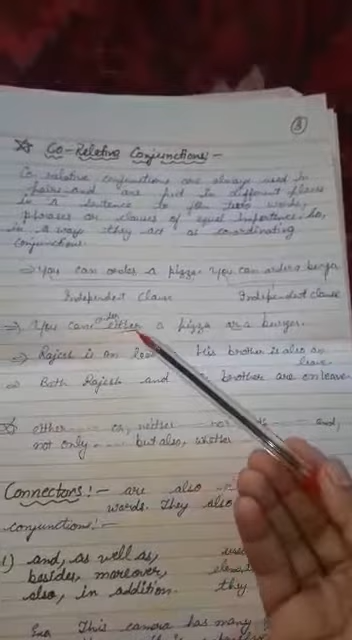 3
Co-Relative Conjunctions:-
Co relative conjunctions are always used in
pairs and are put in different places
in a sentence to join two words,
phrases or clauses of equal importance. So,
in a way they act as coordinating
conjunctions.
⇒ You can order a pizza. You can order a burger
Independent Clause Independent clause
order
⇒ You can either a pizza or a burger.
⇒ Rajesh is on leave His brother is also on
leave
⇒ Both Rajesh and brother are on leave
either ---- or, neither nor and,
not only ---- but also, whether
Connectors:- are also
words. They also
conjunctions:-
1) and, as well as,
besides, moreover,
also, in addition. they
This camera has many